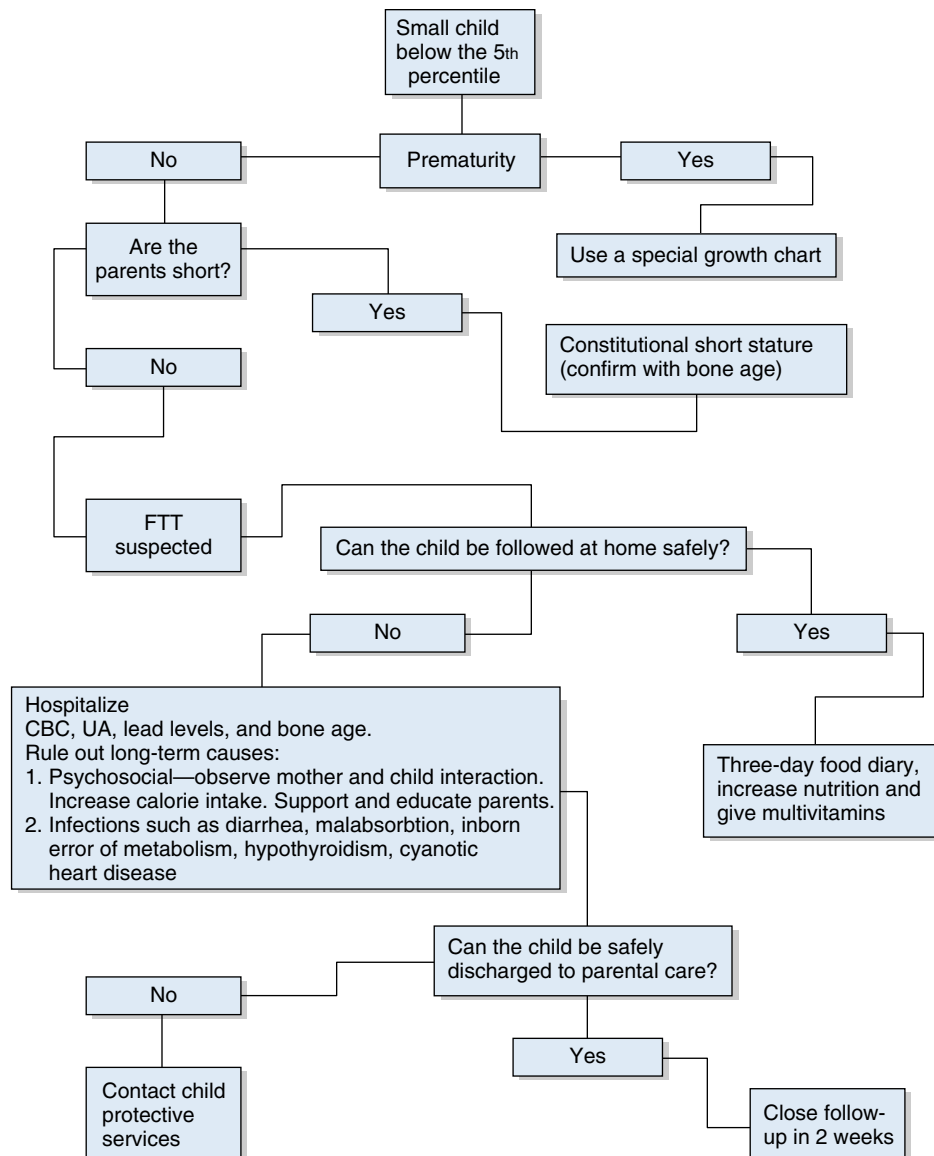 Small child
below the 5th
percentile
No
Prematurity
Yes
Are the
parents short?
Use a special growth chart
Yes
Constitutional short stature
(confirm with bone age)
No
FTT
suspected
Can the child be followed at home safely?
No
Yes
Hospitalize
CBC, UA, lead levels, and bone age.
Rule out long-term causes:
1. Psychosocial—observe mother and child interaction.
Increase calorie intake. Support and educate parents.
2. Infections such as diarrhea, malabsorbtion, inborn
error of metabolism, hypothyroidism, cyanotic
heart disease
Three-day food diary,
increase nutrition and
give multivitamins
Can the child be safely
discharged to parental care?
No
Yes
Contact child
protective
services
Close follow-
up in 2 weeks